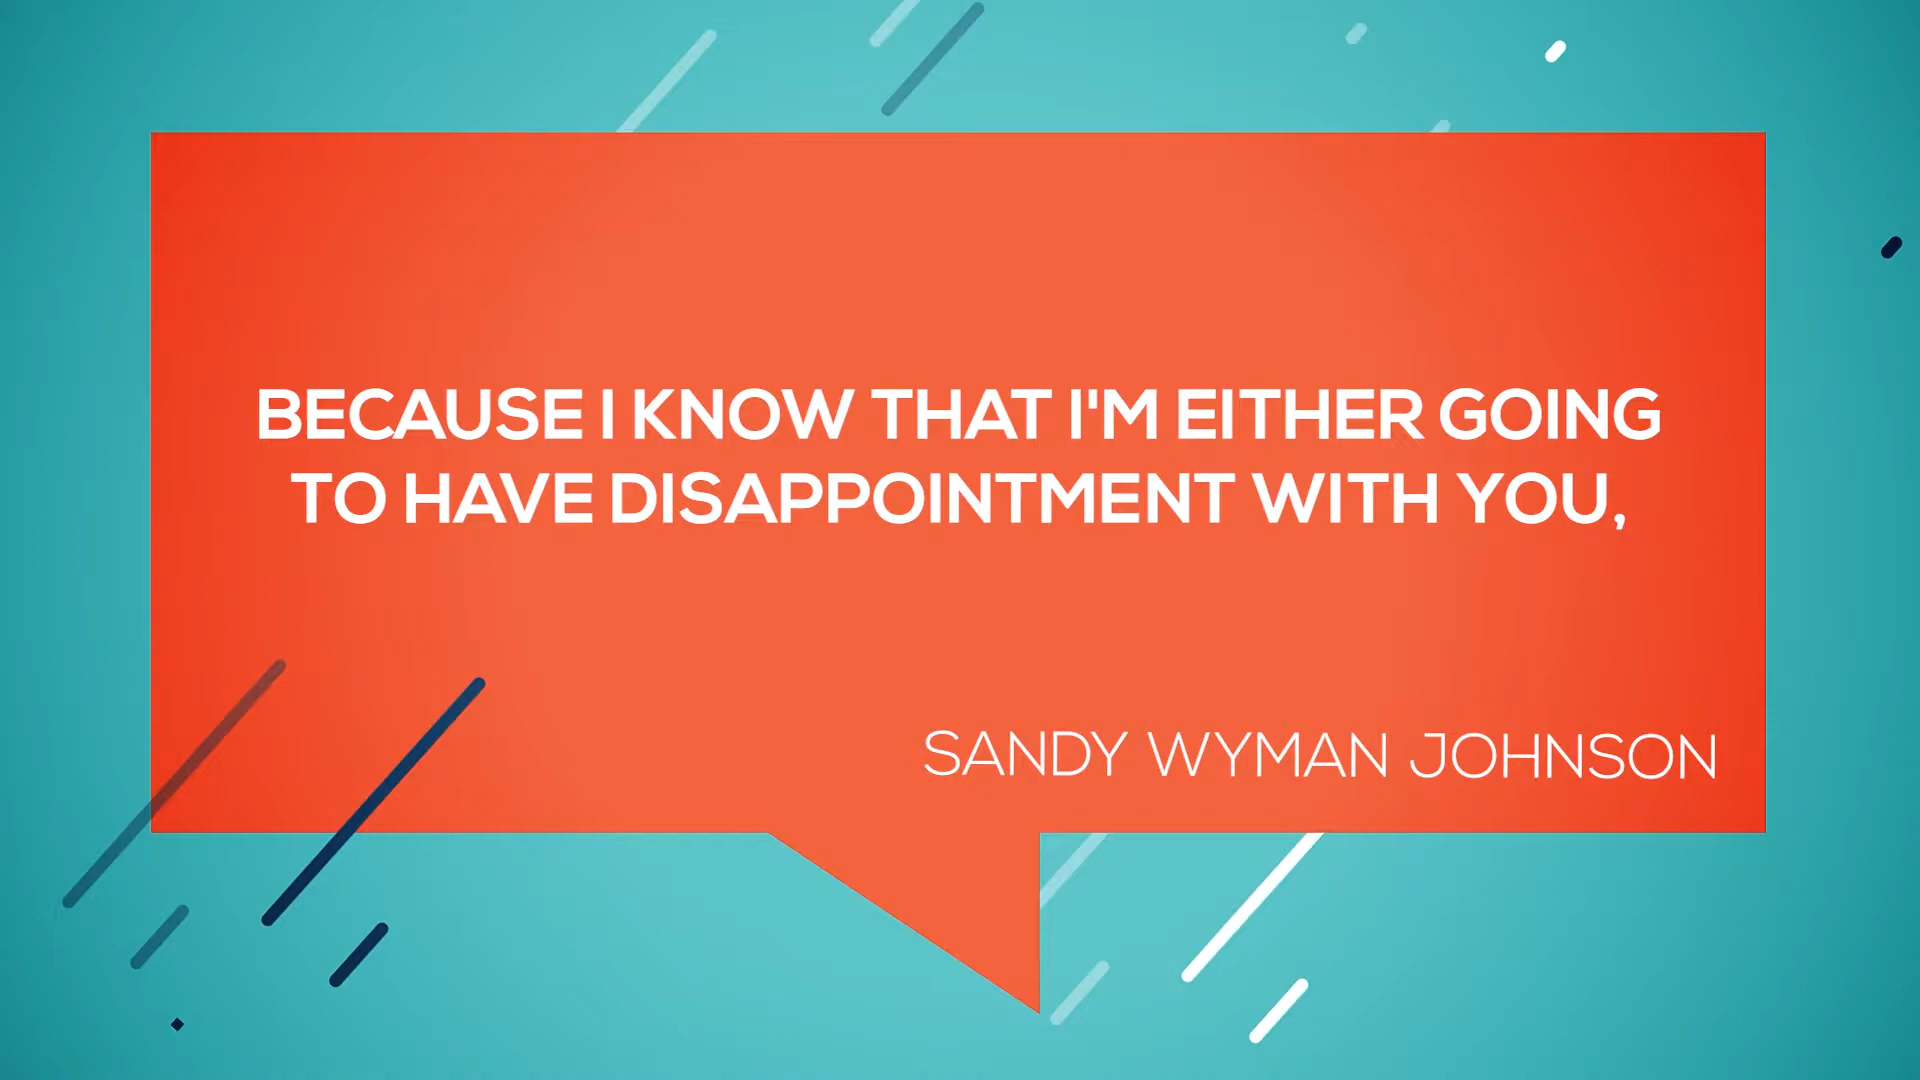 BECAUSE I KNOW THAT I'M EITHER GOING
TO HAVE DISAPPOINTMENT WITH YOU,
SANDY WYMAN JOHNSON